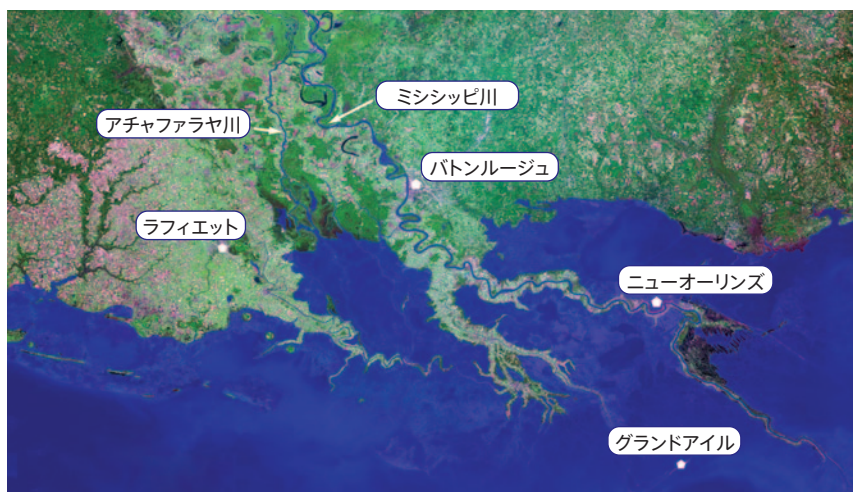 ミシシッピ川
アチャファラヤ川
バトンルージュ
ラフィエット
ニューオーリンズ
グランドアイル